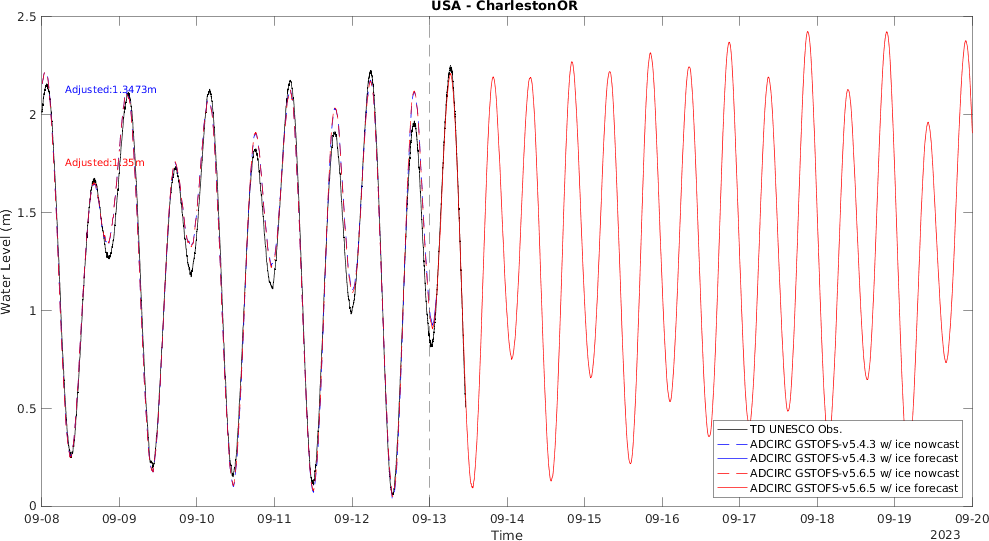 USA - CharlestonOR
2.5
2
1.5
1
0.5
0
Water Level (m)
Adjusted:1.3473m
Adjusted:1.35m
TD UNESCO Obs.
ADCIRC GSTOFS-v5.4.3 w/ ice nowcast
ADCIRC GSTOFS-v5.4.3 w/ ice forecast
ADCIRC GSTOFS-v5.6.5 w/ ice nowcast
ADCIRC GSTOFS-v5.6.5 w/ ice forecast
09-08 09-09 09-10 09-11 09-12 09-13 09-14 09-15 09-16 09-17 09-18 09-19 09-20
Time
2023